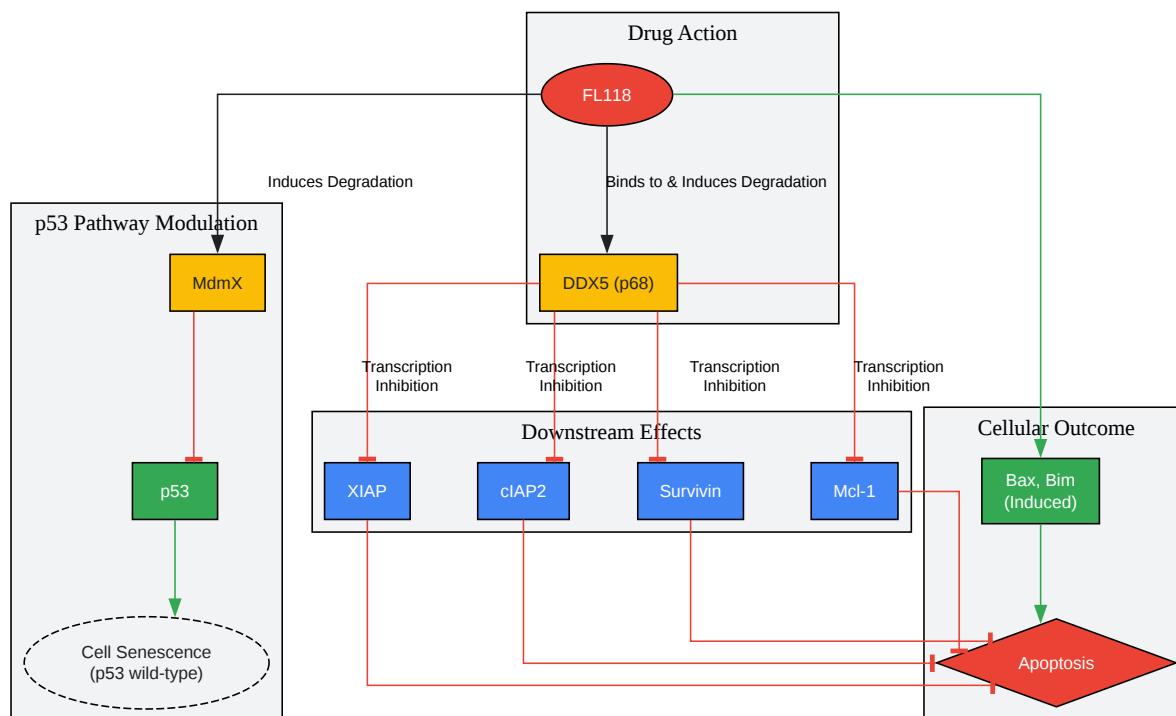 Drug Action
FL118
Induces Degradation
Binds to & Induces Degradation
p53 Pathway Modulation
MdmX
DDX5 (p68)
Transcription
Inhibition
Transcription
Inhibition
Transcription
Inhibition
Transcription
Inhibition
Downstream Effects
Cellular Outcome
p53
XIAP
cIAP2
Survivin
Mcl-1
Bax, Bim
(Induced)
Cell Senescence
(p53 wild-type)
Apoptosis